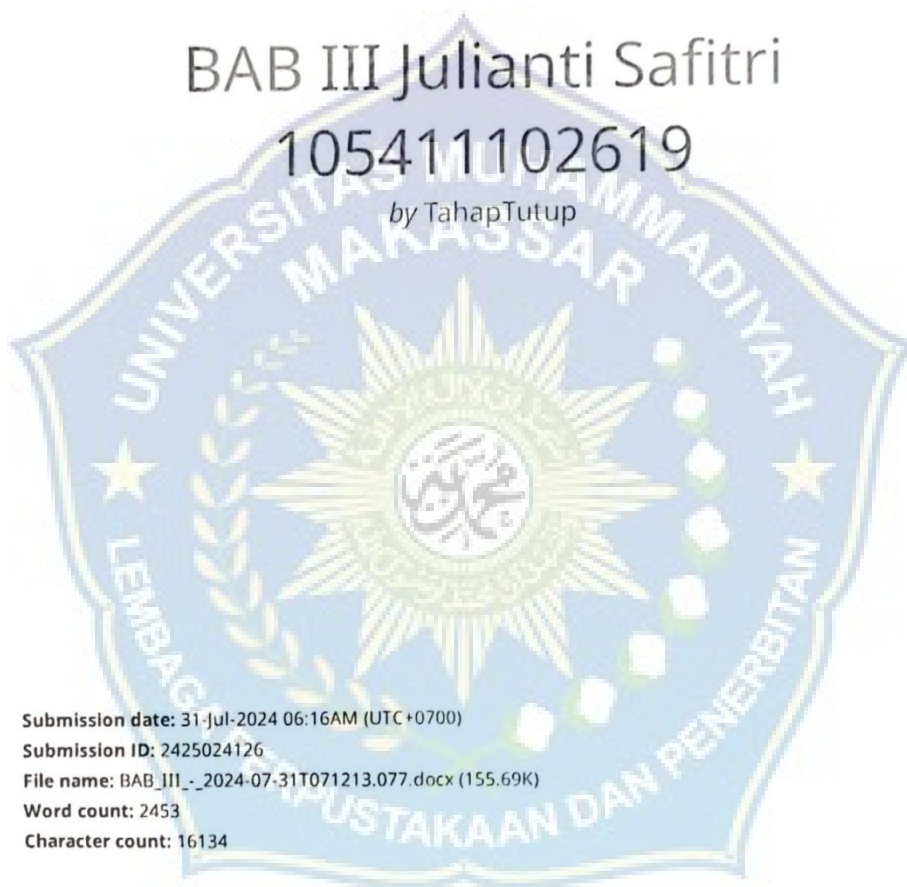 BAB III Julianti Safitri
105411102619
by TahapTutup
UNIVERSITAS MUHAMMADIYAH
MAKASSAR
محمد
LEMBAGA PERPUSTAKAAN DAN PENERBITAN
Submission date: 31-Jul-2024 06:16AM (UTC+0700)
Submission ID: 2425024126
File name: BAB_III_-_2024-07-31T071213.077.docx (155.69K)
Word count: 2453
Character count: 16134